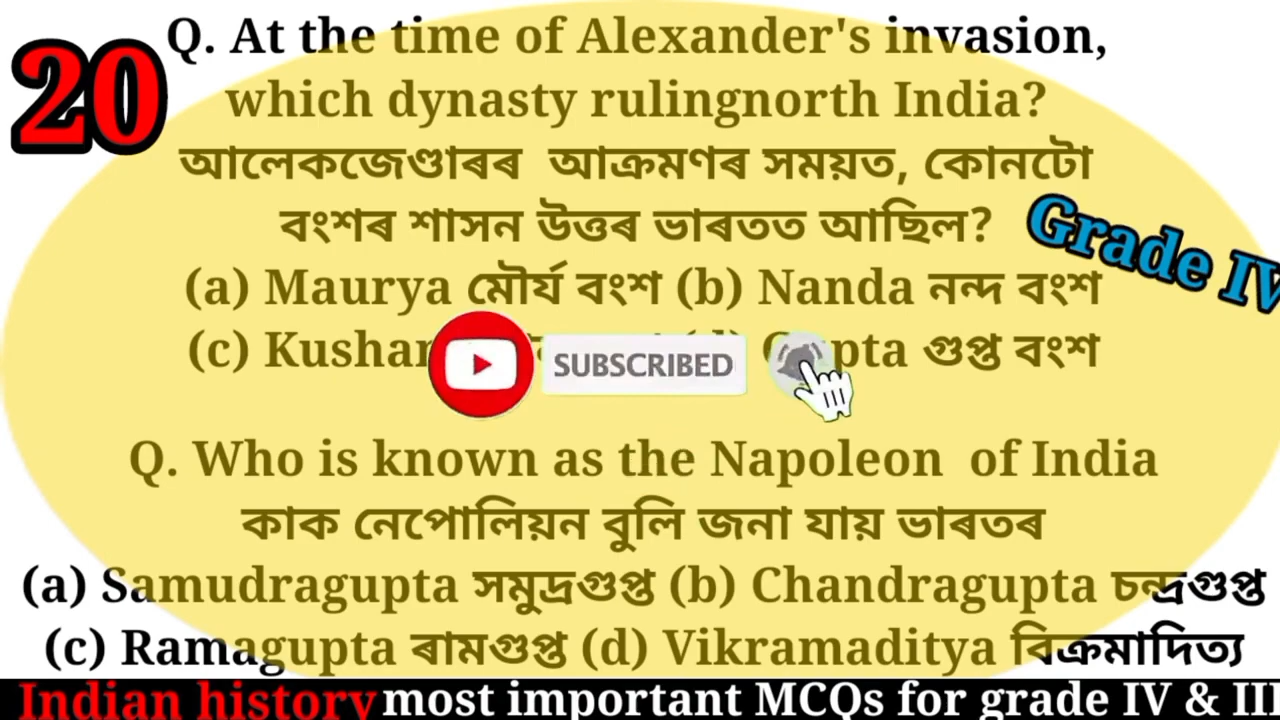 20
Q. At the time of Alexander's invasion,
which dynasty rulingnorth India?
আলেকজেণ্ডাৰৰ আক্ৰমণৰ সময়ত, কোনটো
বংশৰ শাসন উত্তৰ ভাৰতত আছিল?
Grade IV
(a) Maurya মৌৰ্য বংশ (b) Nanda নন্দ বংশ
(c) গুপ্ত বংশ
SUBSCRIBED
Q. Who is known as the Napoleon of India
কাক নেপোলিয়ন বুলি জনা যায় ভাৰতৰ
(a) Samudragupta সমুদ্ৰগুপ্ত (b) Chandragupta চন্দ্ৰগুপ্ত
(c) Ramagupta ৰামগুপ্ত (d) Vikramaditya বিক্ৰমাদিত্য
Indian history most important MCQs for grade IV & III